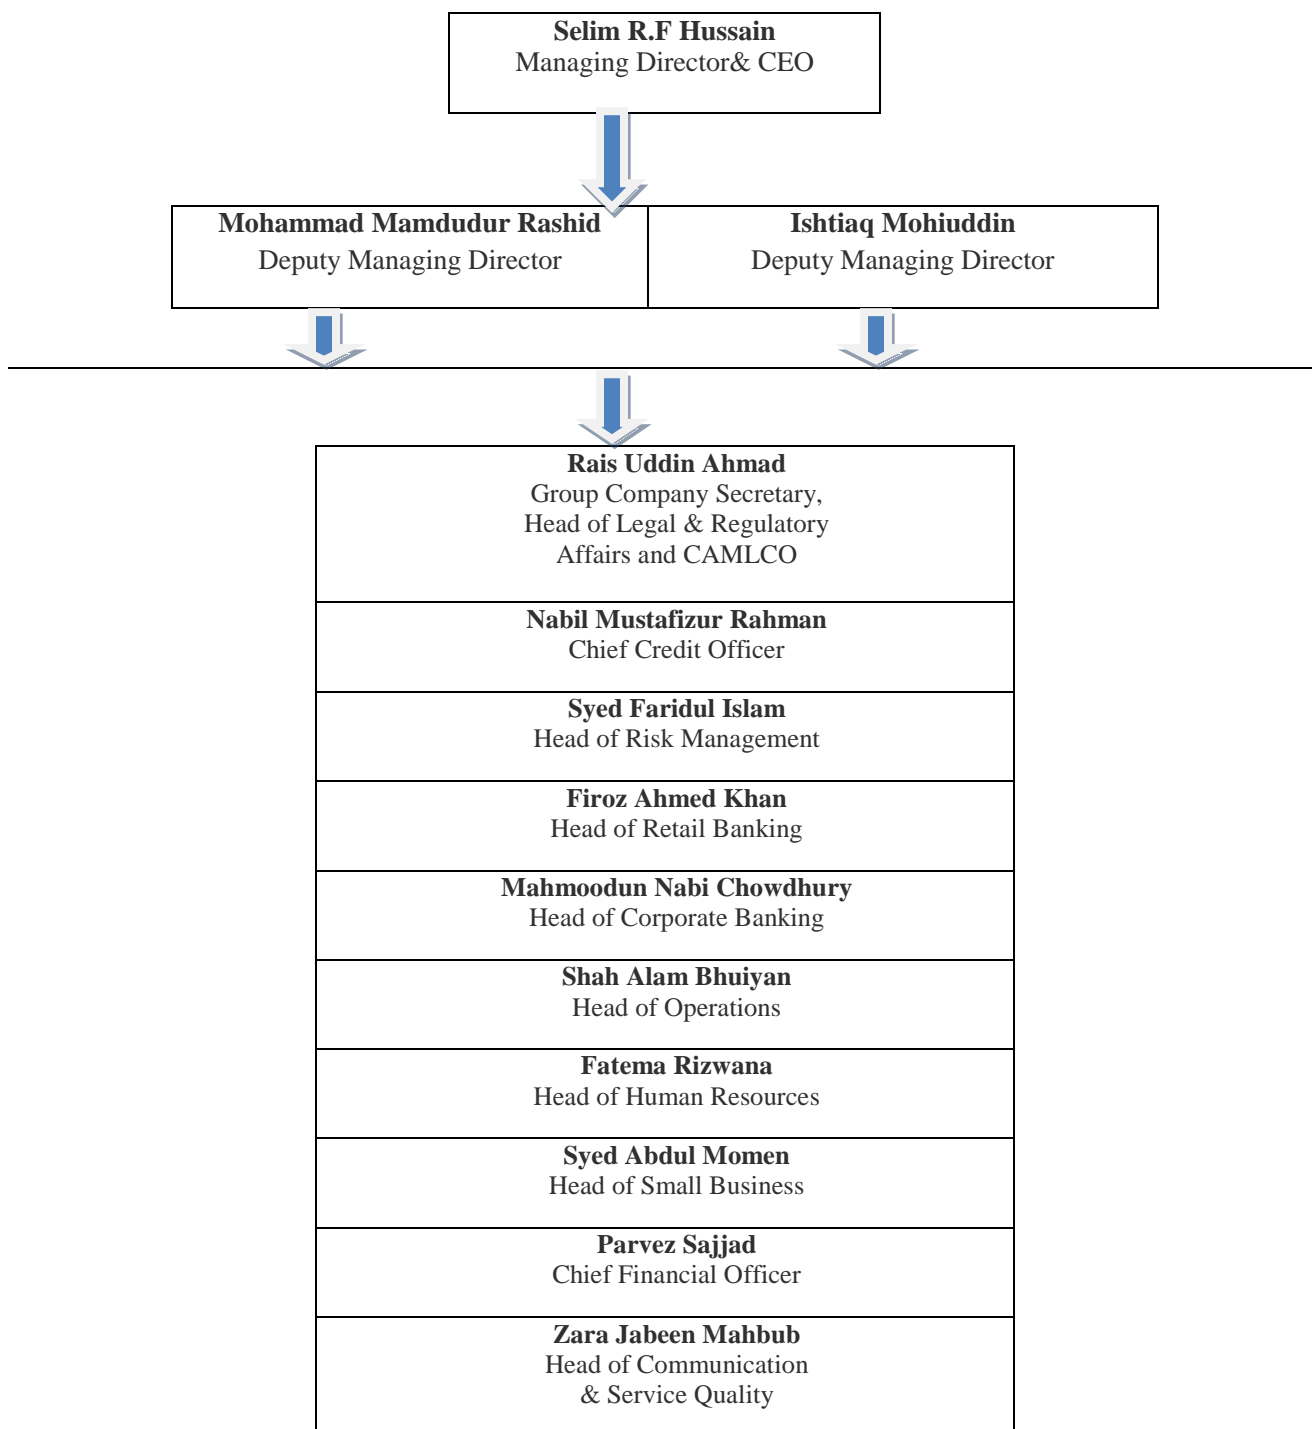 Selim R.F Hussain
Managing Director& CEO
Mohammad Mamdudur Rashid
Deputy Managing Director
Ishtiaq Mohiuddin
Deputy Managing Director
Rais Uddin Ahmad
Group Company Secretary,
Head of Legal & Regulatory
Affairs and CAMLCO
Nabil Mustafizur Rahman
Chief Credit Officer
Syed Faridul Islam
Head of Risk Management
Firoz Ahmed Khan
Head of Retail Banking
Mahmoodun Nabi Chowdhury
Head of Corporate Banking
Shah Alam Bhuiyan
Head of Operations
Fatema Rizwana
Head of Human Resources
Syed Abdul Momen
Head of Small Business
Parvez Sajjad
Chief Financial Officer
Zara Jabeen Mahbub
Head of Communication
& Service Quality